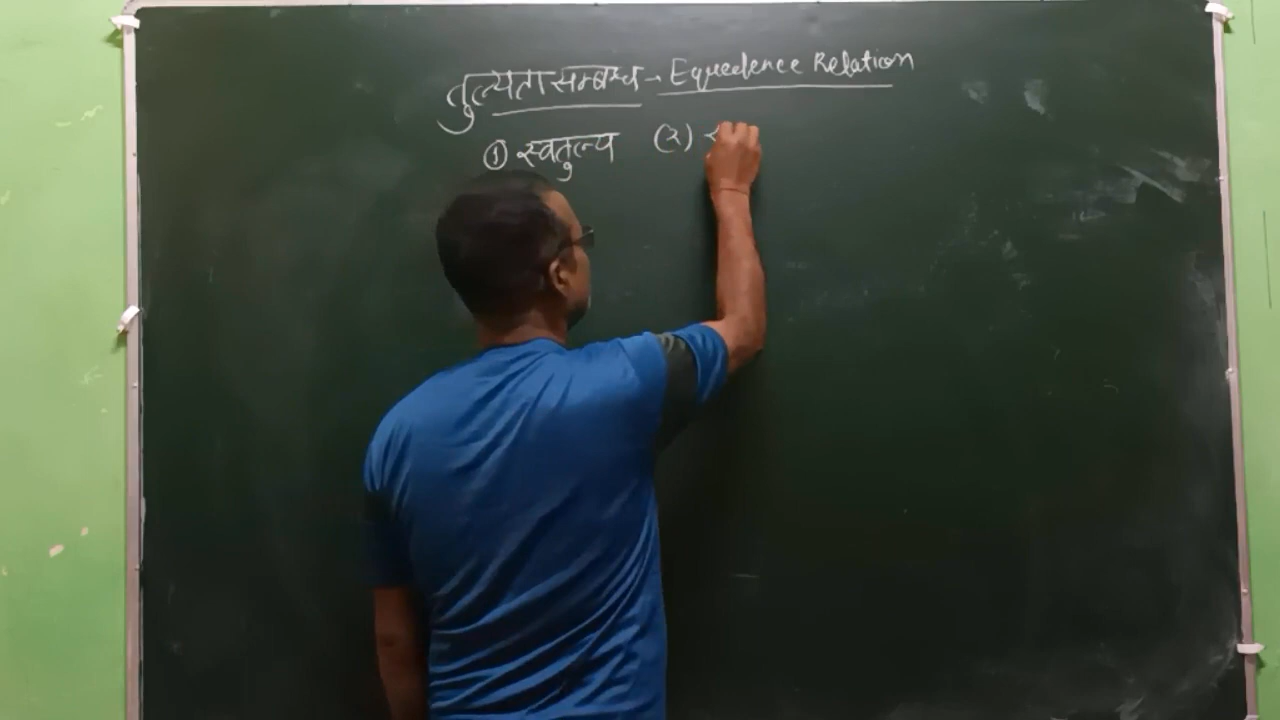 तुल्यता सम्बन्ध → Equeelence Relation
① स्वतुल्य (२)